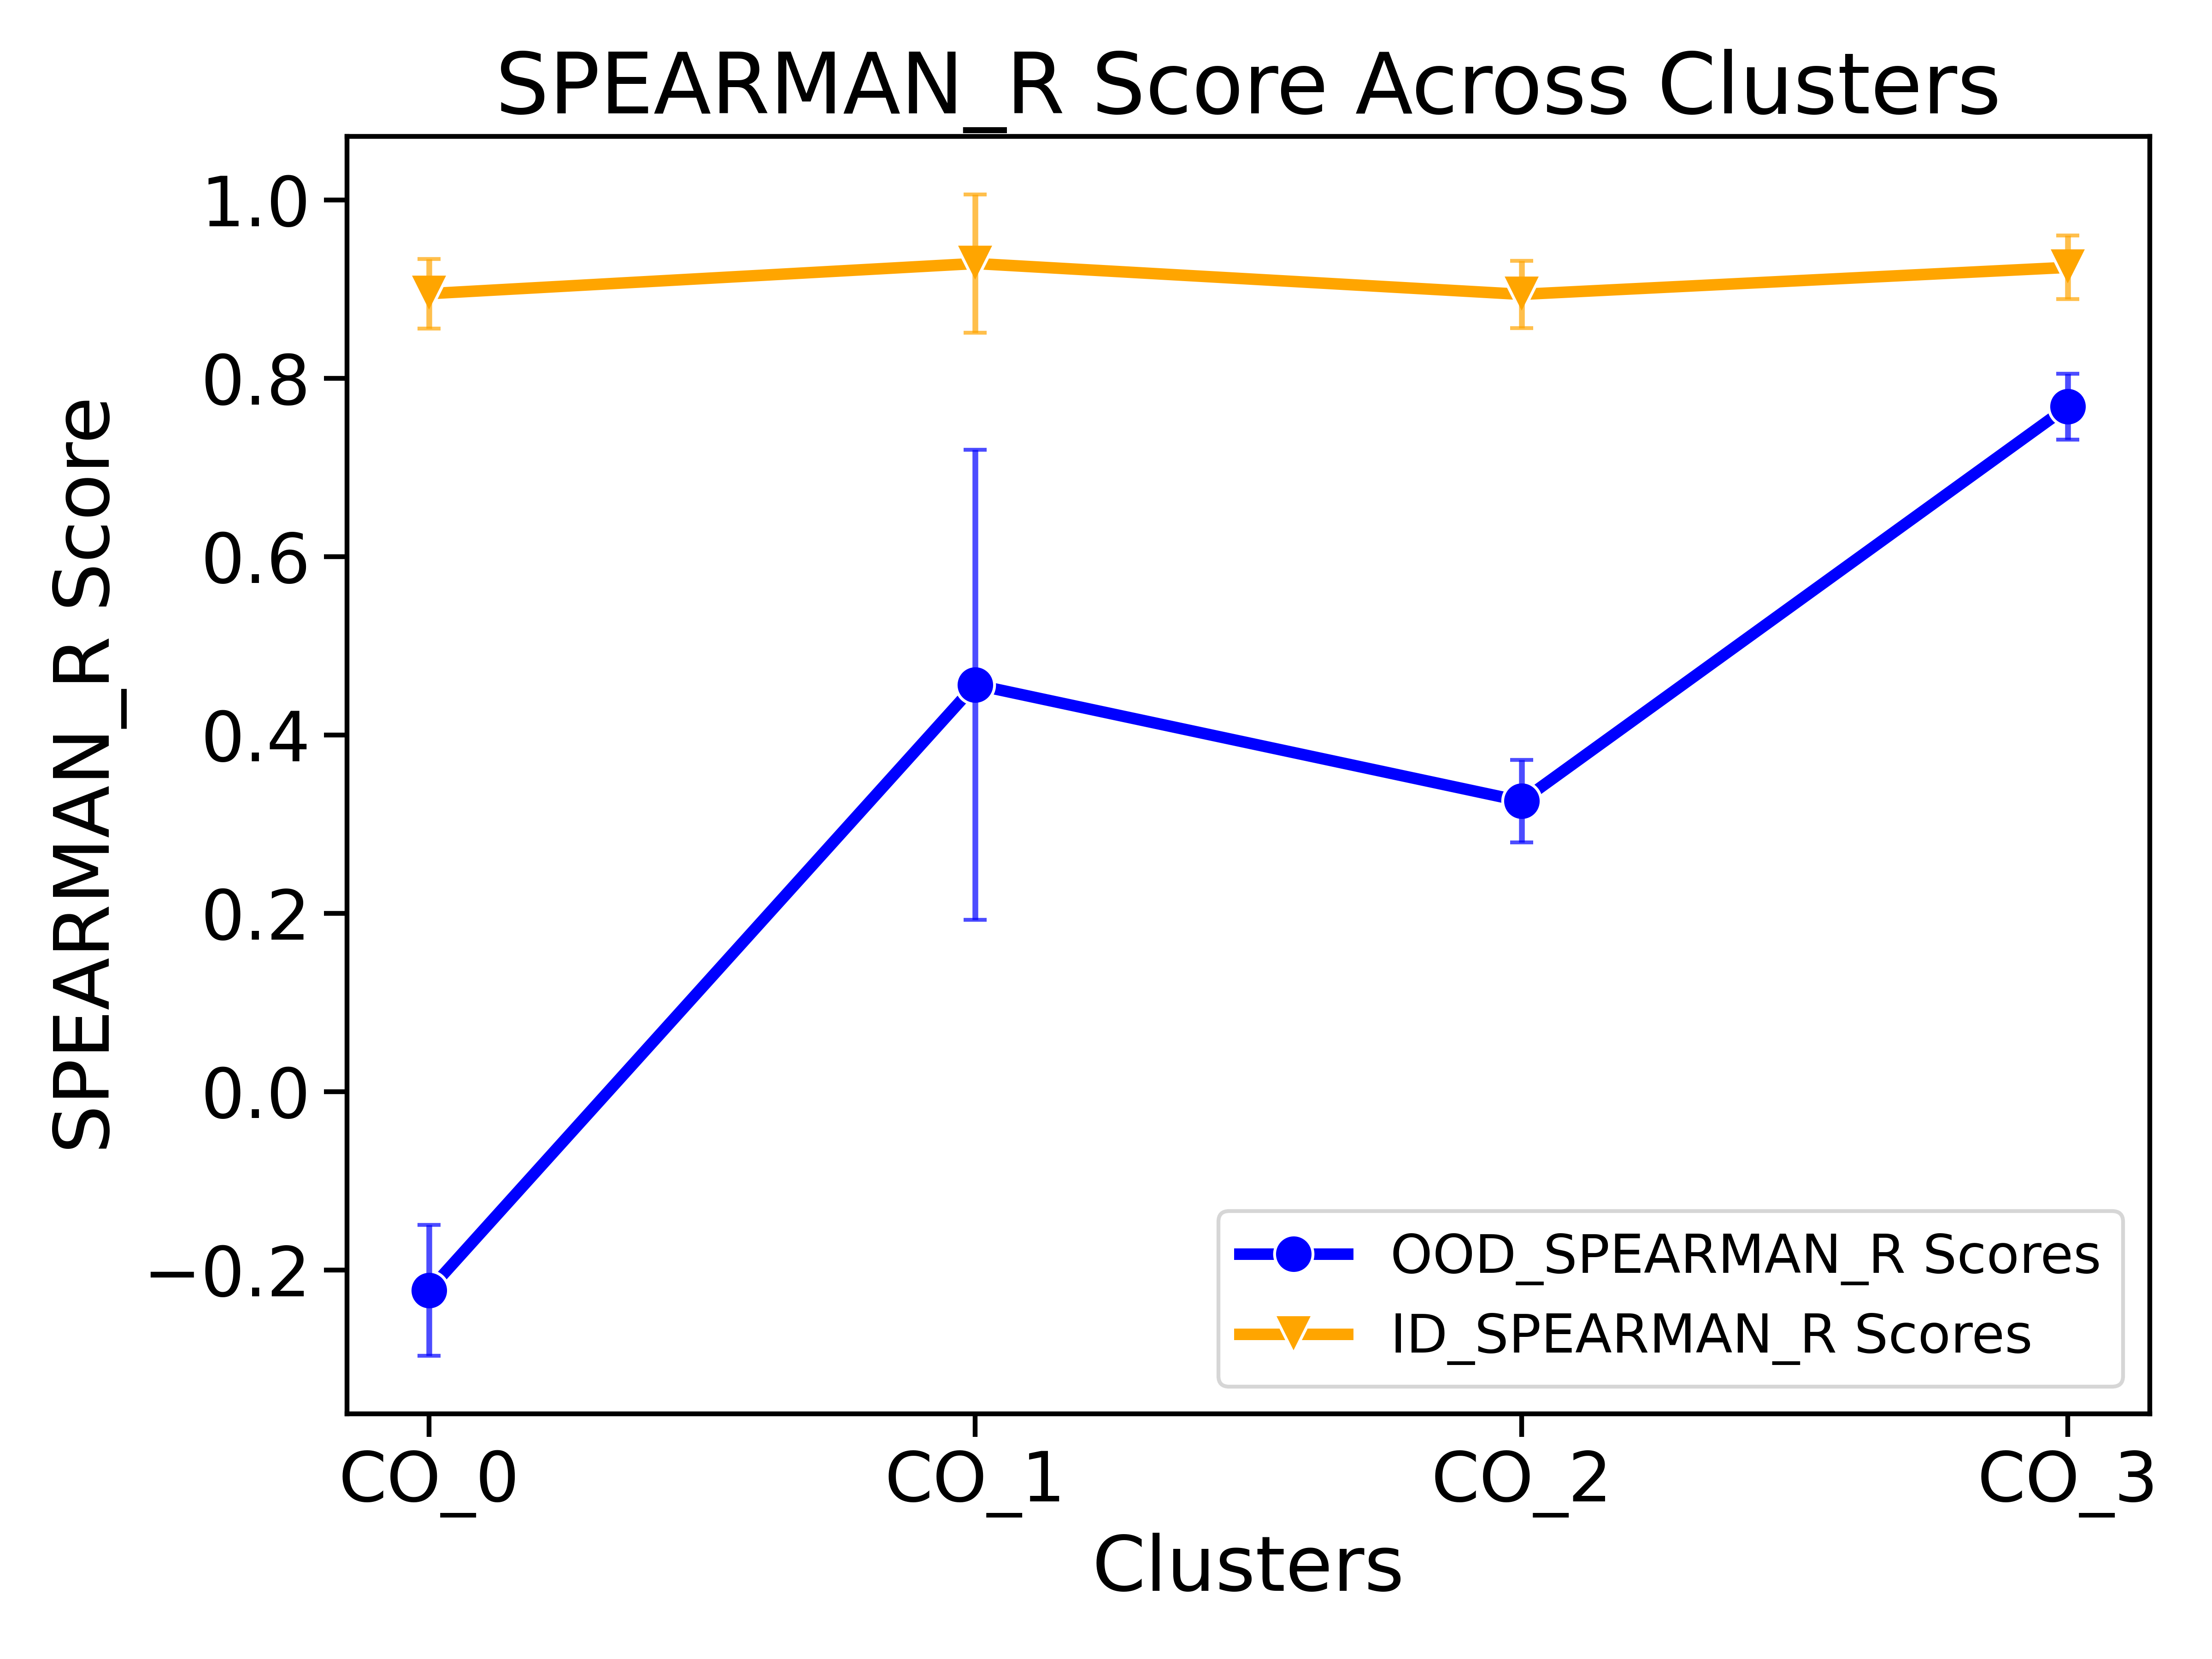 SPEARMAN_R Score Across Clusters
SPEARMAN_R Score
1.0
0.8
0.6
0.4
0.2
0.0
−0.2
OOD_SPEARMAN_R Scores
ID_SPEARMAN_R Scores
CO_0 CO_1 CO_2 CO_3
Clusters